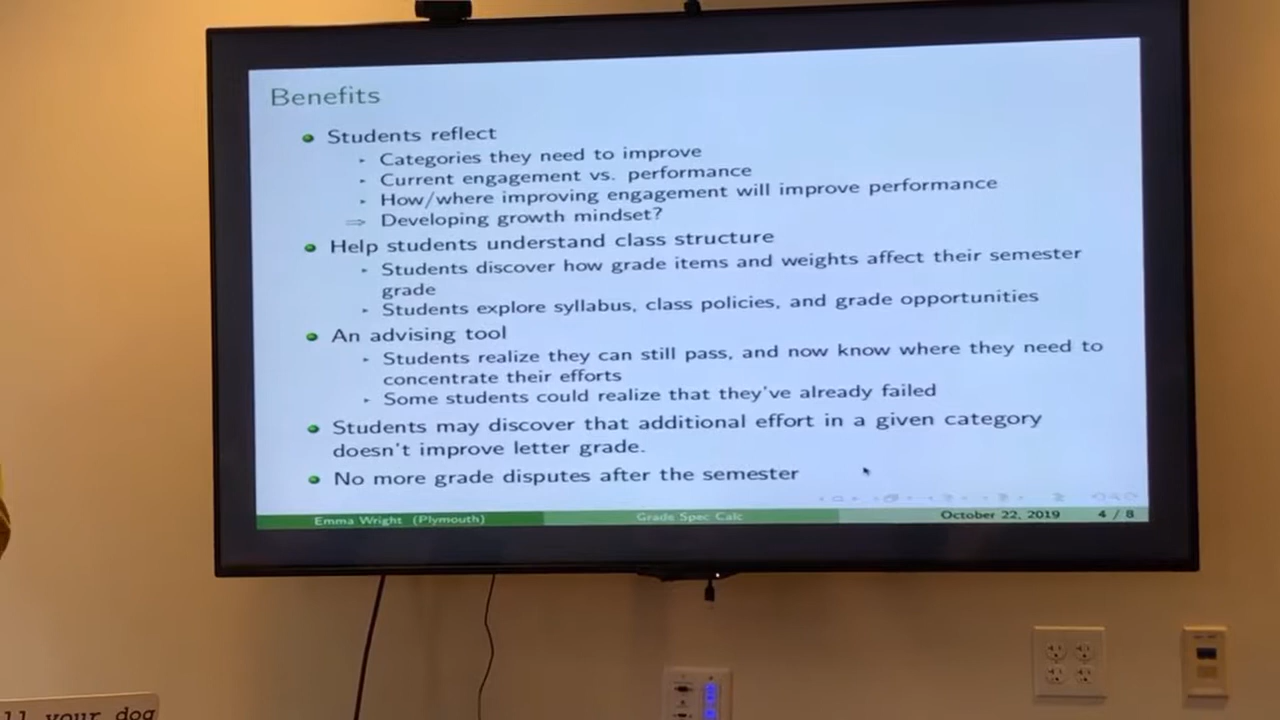 Benefits
Students reflect
Categories they need to improve
Current engagement vs. performance
How/where improving engagement will improve performance
⇒ Developing growth mindset?
Help students understand class structure
Students discover how grade items and weights affect their semester
grade
Students explore syllabus, class policies, and grade opportunities
An advising tool
Students realize they can still pass, and now know where they need to
concentrate their efforts
Some students could realize that they've already failed
Students may discover that additional effort in a given category
doesn't improve letter grade.
No more grade disputes after the semester
Emma Wright (Plymouth) Grade Spec Calc October 22, 2019 4 / 8
your dog